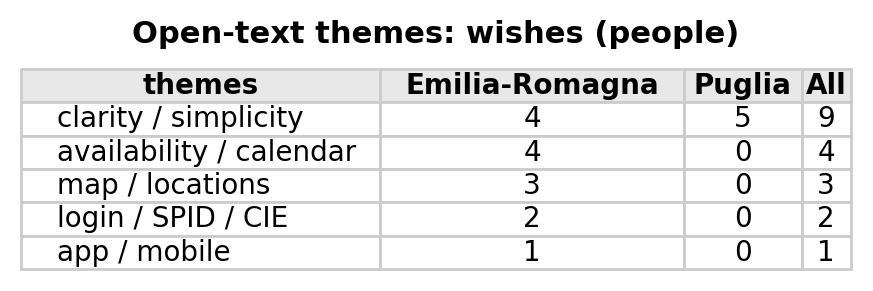 Open-text themes: wishes (people)
themes Emilia-Romagna Puglia All
clarity / simplicity 4 5 9
availability / calendar 4 0 4
map / locations 3 0 3
login / SPID / CIE 2 0 2
app / mobile 1 0 1